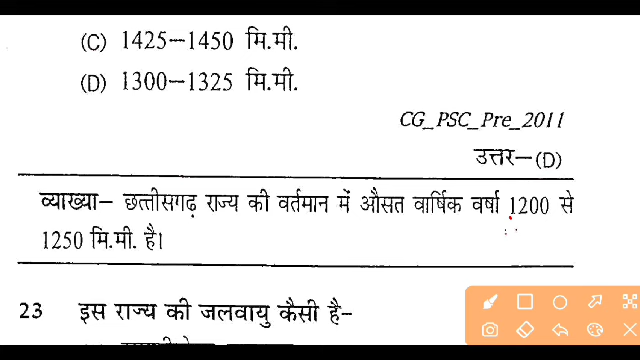 (C) 1425–1450 मि.मी.
(D) 1300–1325 मि.मी.
CG_PSC_Pre_2011
उत्तर–(D)
व्याख्या– छत्तीसगढ़ राज्य की वर्तमान में औसत वार्षिक वर्षा 1200 से
1250 मि.मी. है।
23 इस राज्य की जलवायु कैसी है–